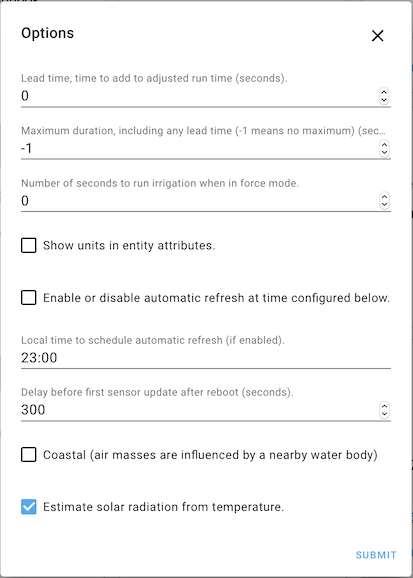 Options
Lead time, time to add to adjusted run time (seconds).
0
Maximum duration, including any lead time (-1 means no maximum) (sec...
-1
Number of seconds to run irrigation when in force mode.
0
Show units in entity attributes.
Enable or disable automatic refresh at time configured below.
Local time to schedule automatic refresh (if enabled).
23:00
Delay before first sensor update after reboot (seconds).
300
Coastal (air masses are influenced by a nearby water body)
Estimate solar radiation from temperature.
SUBMIT